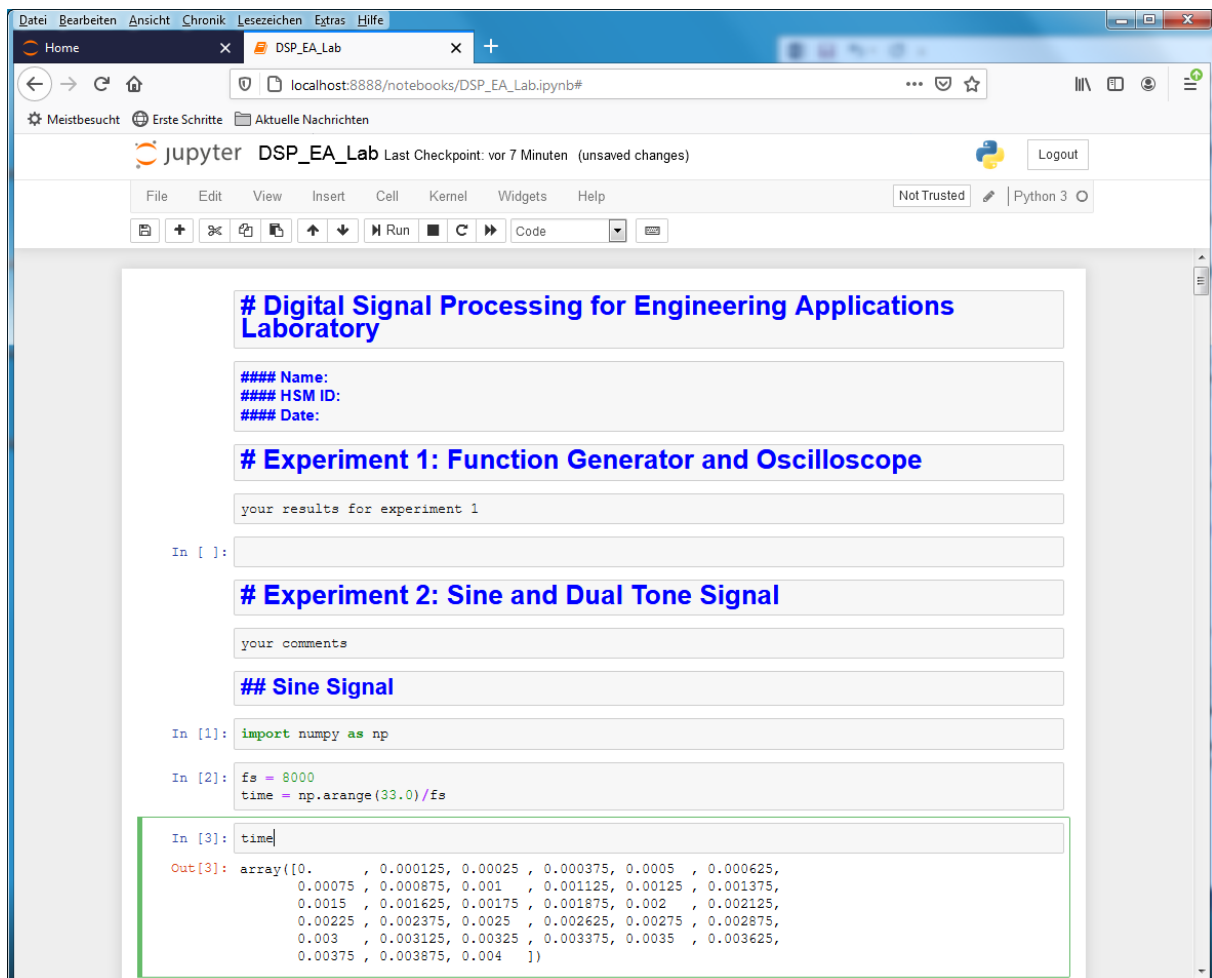 Datei Bearbeiten Ansicht Chronik Lesezeichen Extras Hilfe
Home DSP_EA_Lab
localhost:8888/notebooks/DSP_EA_Lab.ipynb#
Meistbesucht Erste Schritte Aktuelle Nachrichten
jupyter DSP_EA_Lab Last Checkpoint: vor 7 Minuten (unsaved changes) Logout
File Edit View Insert Cell Kernel Widgets Help Not Trusted Python 3
Run Code
# Digital Signal Processing for Engineering Applications
Laboratory
#### Name:
#### HSM ID:
#### Date:
# Experiment 1: Function Generator and Oscilloscope
your results for experiment 1
In [ ]:
# Experiment 2: Sine and Dual Tone Signal
your comments
## Sine Signal
In [1]: import numpy as np
In [2]: fs = 8000
time = np.arange(33.0)/fs
In [3]: time
Out[3]: array([0.      , 0.000125, 0.00025 , 0.000375, 0.0005  , 0.000625,
0.00075 , 0.000875, 0.001   , 0.001125, 0.00125 , 0.001375,
0.0015  , 0.001625, 0.00175 , 0.001875, 0.002   , 0.002125,
0.00225 , 0.002375, 0.0025  , 0.002625, 0.00275 , 0.002875,
0.003   , 0.003125, 0.00325 , 0.003375, 0.0035  , 0.003625,
0.00375 , 0.003875, 0.004   ])